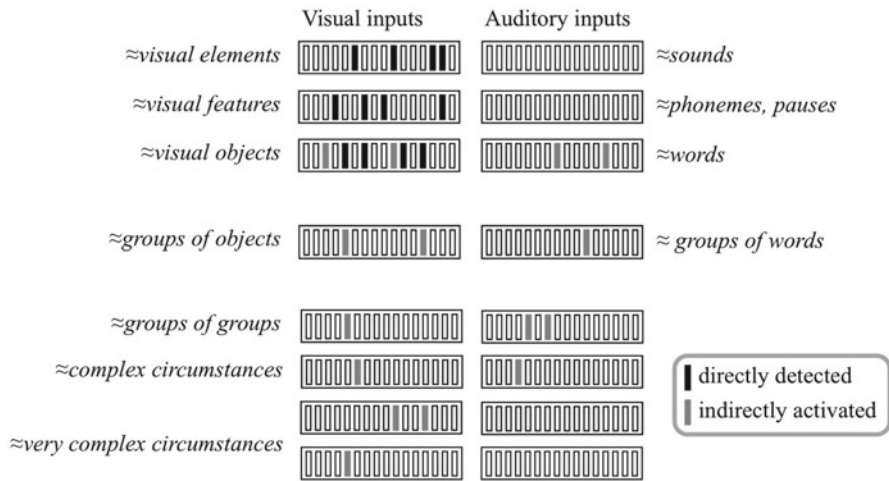 Visual inputs Auditory inputs
≈visual elements ≈sounds
≈visual features ≈phonemes, pauses
≈visual objects ≈words
≈groups of objects ≈ groups of words
≈groups of groups
≈complex circumstances
≈very complex circumstances
directly detected
indirectly activated